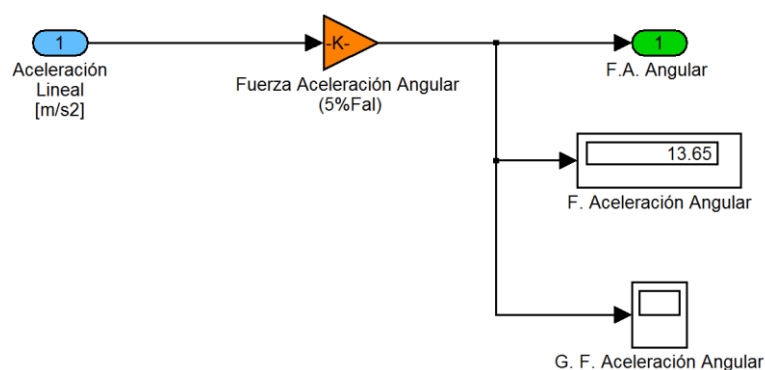 1
Aceleración
Lineal
[m/s2]
-K-
Fuerza Aceleración Angular
(5%Fal)
1
F.A. Angular
13.65
F. Aceleración Angular
G. F. Aceleración Angular